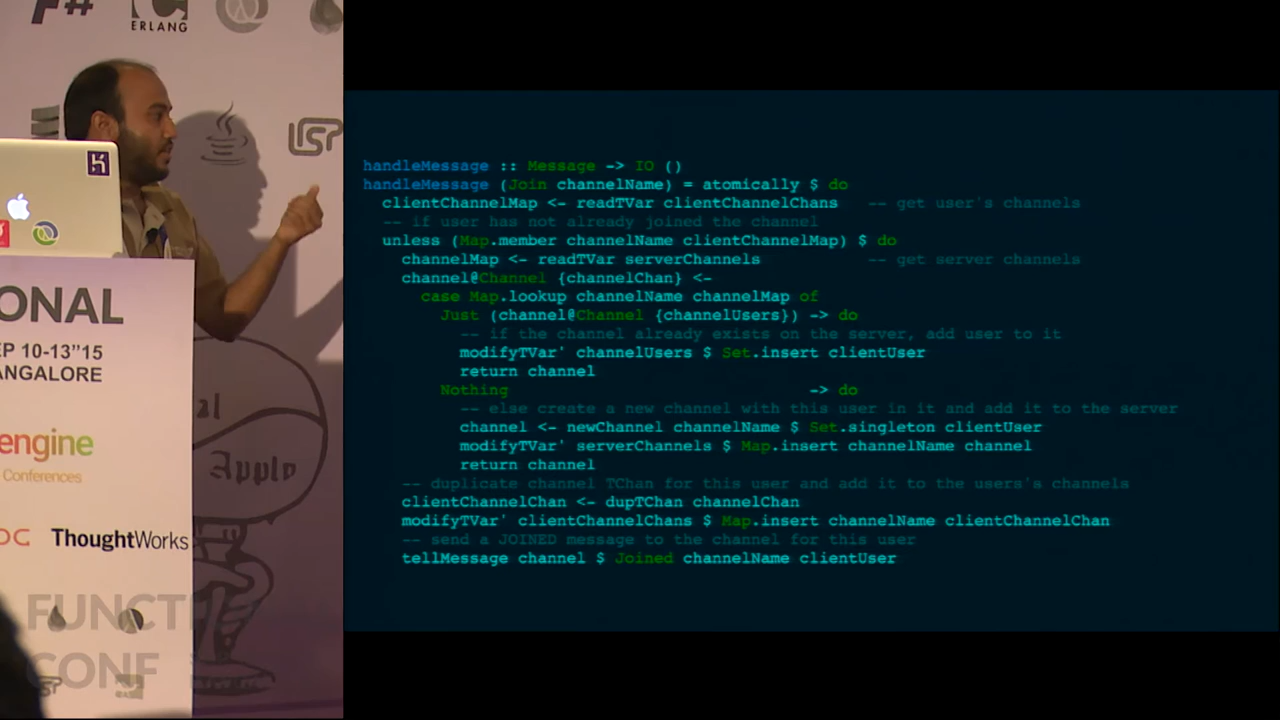 F#
ERLANG
LISP
ONAL
EP 10-13"15
ANGALORE
engine
Conferences
ThoughtWorks
FUNCT
CONF
al
Apple
handleMessage :: Message -> IO ()
handleMessage (Join channelName) = atomically $ do
  clientChannelMap <- readTVar clientChannelChans   -- get user's channels
  -- if user has not already joined the channel
  unless (Map.member channelName clientChannelMap) $ do
    channelMap <- readTVar serverChannels           -- get server channels
    channel@Channel {channelChan} <-
      case Map.lookup channelName channelMap of
        Just (channel@Channel {channelUsers}) -> do
          -- if the channel already exists on the server, add user to it
          modifyTVar' channelUsers $ Set.insert clientUser
          return channel
        Nothing                               -> do
          -- else create a new channel with this user in it and add it to the server
          channel <- newChannel channelName $ Set.singleton clientUser
          modifyTVar' serverChannels $ Map.insert channelName channel
          return channel
    -- duplicate channel TChan for this user and add it to the users's channels
    clientChannelChan <- dupTChan channelChan
    modifyTVar' clientChannelChans $ Map.insert channelName clientChannelChan
    -- send a JOINED message to the channel for this user
    tellMessage channel $ Joined channelName clientUser